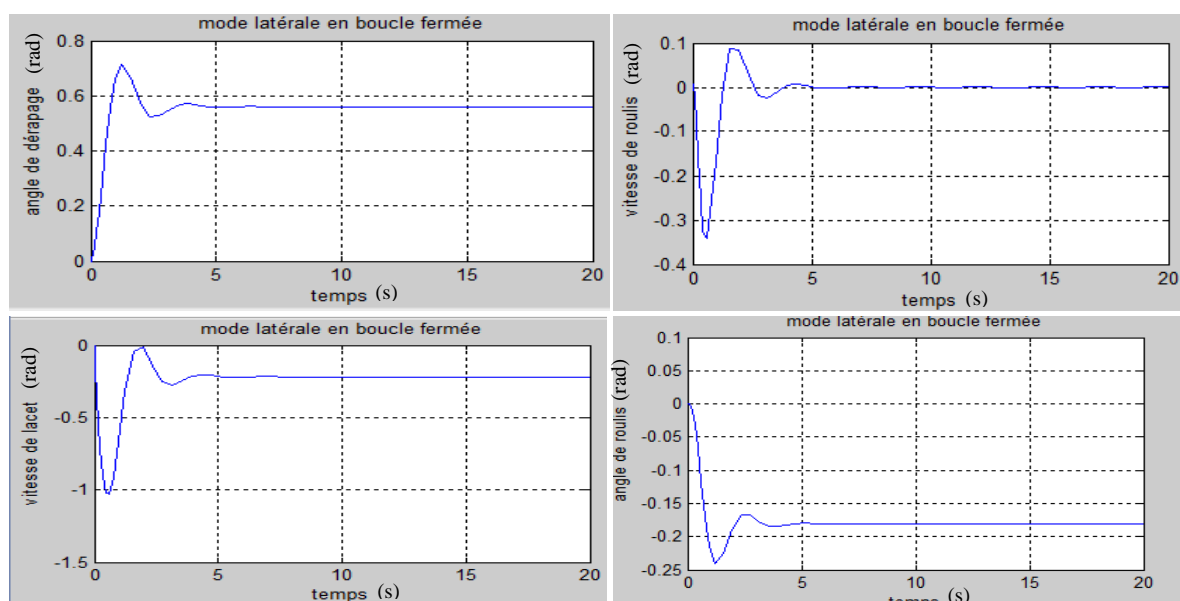 mode latérale en boucle fermée
angle de dérapage (rad)
0.8
0.6
0.4
0.2
0
0 5 10 15 20
temps (s)
mode latérale en boucle fermée
vitesse de roulis (rad)
0.1
0
-0.1
-0.2
-0.3
-0.4
0 5 10 15 20
temps (s)
mode latérale en boucle fermée
vitesse de lacet (rad)
0
-0.5
-1
-1.5
0 5 10 15 20
temps (s)
mode latérale en boucle fermée
angle de roulis (rad)
0.1
0.05
0
-0.05
-0.1
-0.15
-0.2
-0.25
0 5 10 15 20
temps (s)